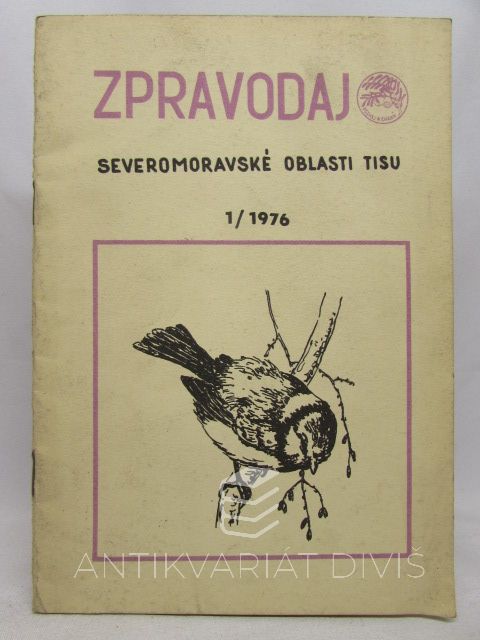 ZPRAVODAJ
SEVEROMORAVSKÉ OBLASTI TISU
1/1976
ANTIKVARIÁT DIVIŠ